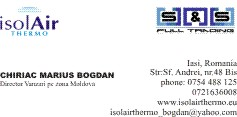 isolAir
THERMO
S&S
FULL TRADING
CHIRIAC MARIUS BOGDAN
Director Vanzari pe zona Moldova
Iasi, Romania
Str:Sf. Andrei, nr.48 Bis
phone: 0754 488 125
0721636008
www.isolairthermo.eu
isolairthermo_bogdan@yahoo.com